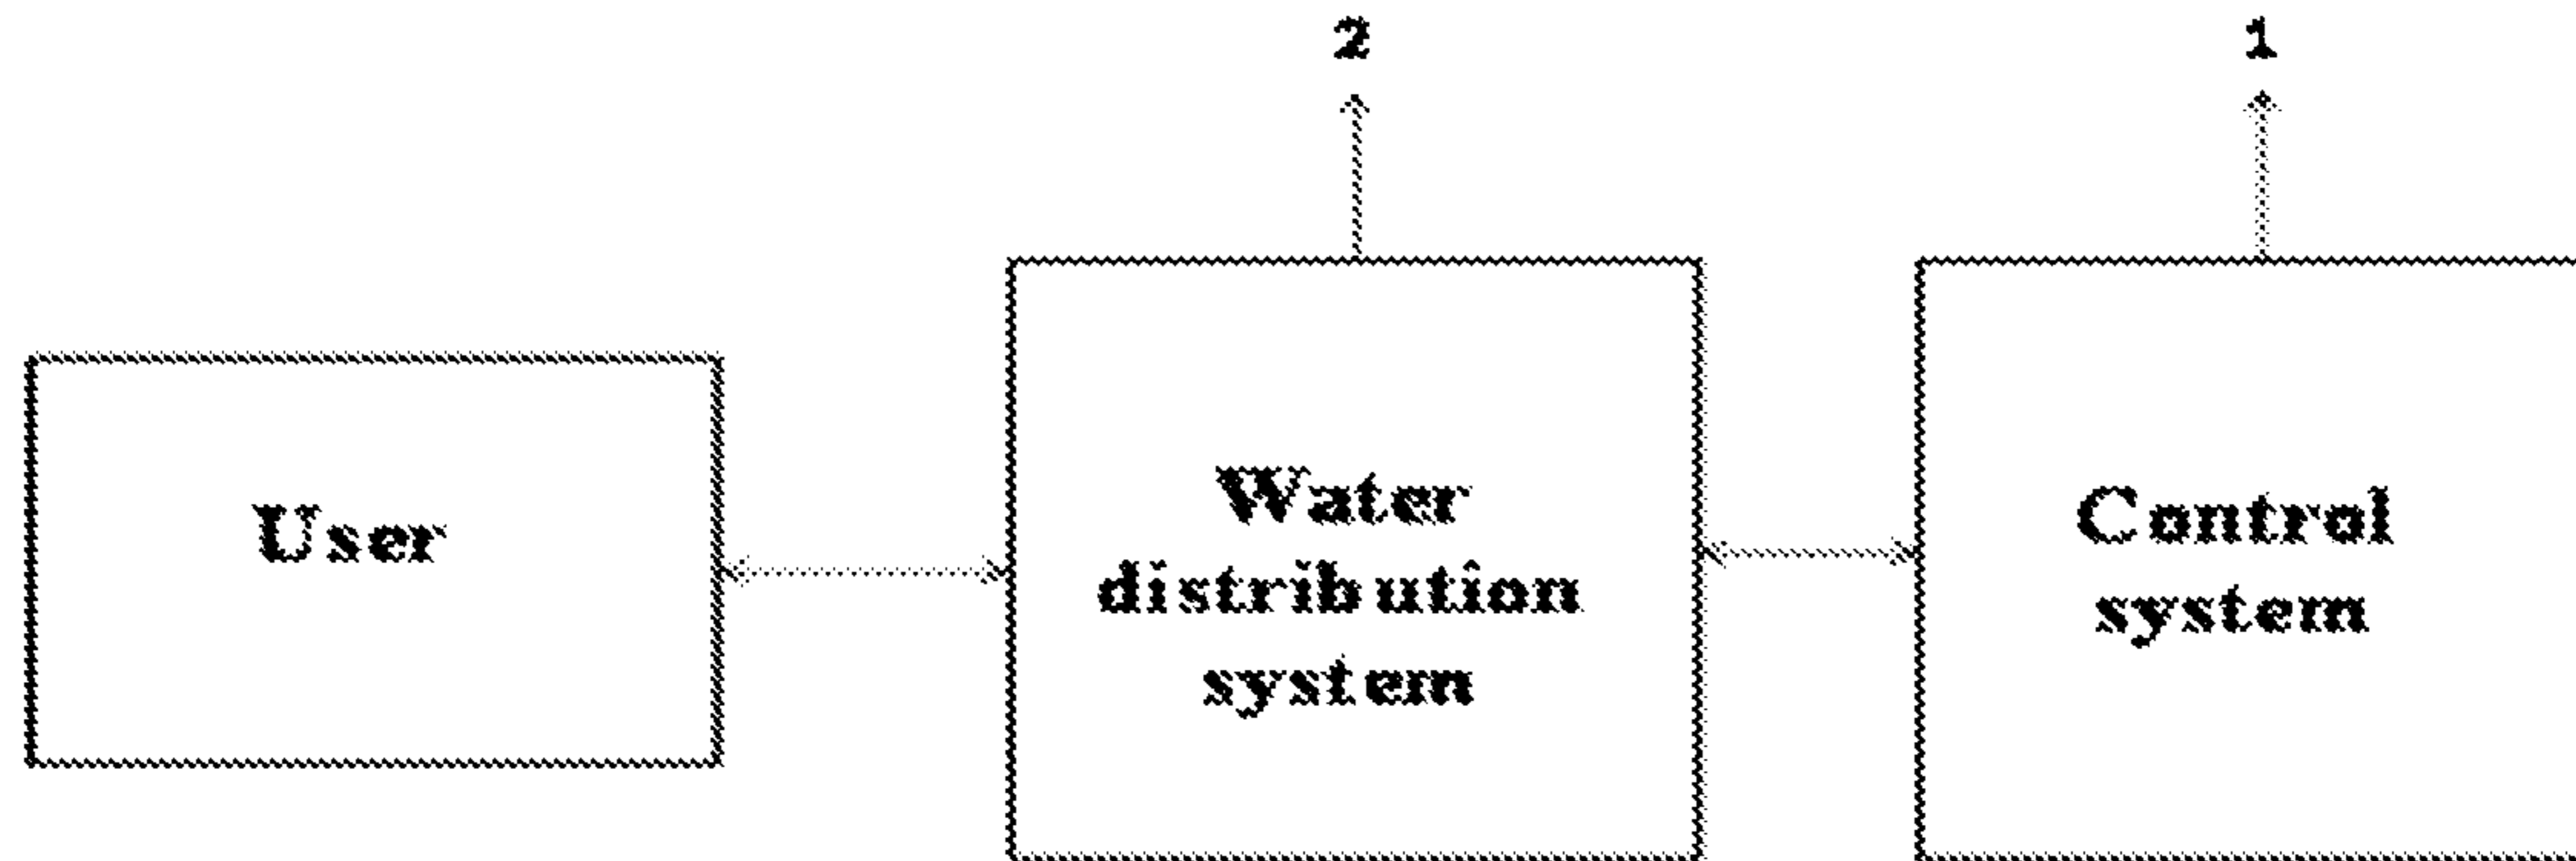 2
1
User
Water
distribution
system
Control
system